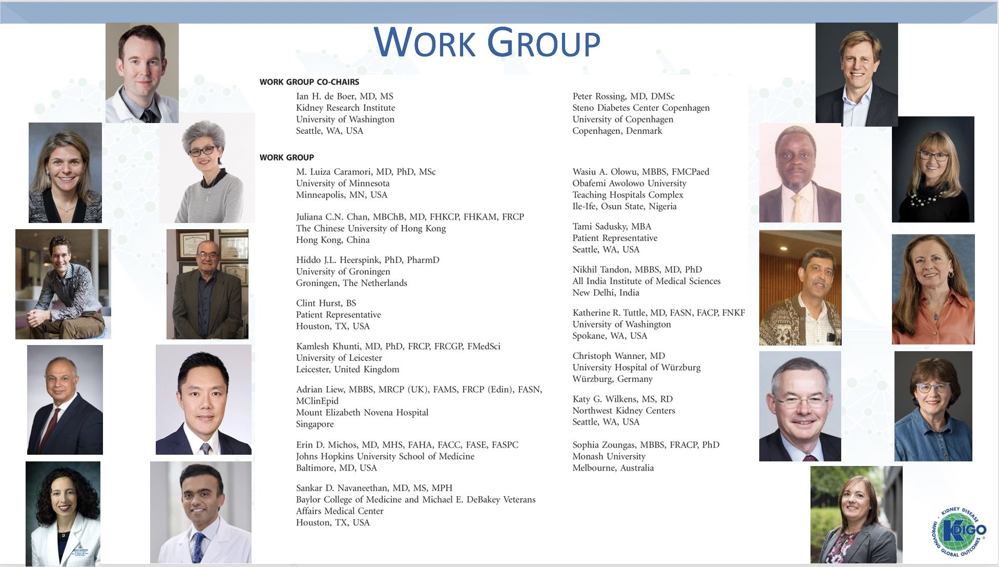 WORK GROUP
WORK GROUP CO-CHAIRS
Ian H. de Boer, MD, MS
Kidney Research Institute
University of Washington
Seattle, WA, USA
Peter Rossing, MD, DMSc
Steno Diabetes Center Copenhagen
University of Copenhagen
Copenhagen, Denmark
WORK GROUP
M. Luiza Caramori, MD, PhD, MSc
University of Minnesota
Minneapolis, MN, USA
Juliana C.N. Chan, MBChB, MD, FHKCP, FHKAM, FRCP
The Chinese University of Hong Kong
Hong Kong, China
Hiddo J.L. Heerspink, PhD, PharmD
University of Groningen
Groningen, The Netherlands
Clint Hurst, BS
Patient Representative
Houston, TX, USA
Kamlesh Khunti, MD, PhD, FRCP, FRCGP, FMedSci
University of Leicester
Leicester, United Kingdom
Adrian Liew, MBBS, MRCP (UK), FAMS, FRCP (Edin), FASN,
MClinEpid
Mount Elizabeth Novena Hospital
Singapore
Erin D. Michos, MD, MHS, FAHA, FACC, FASE, FASPC
Johns Hopkins University School of Medicine
Baltimore, MD, USA
Sankar D. Navaneethan, MD, MS, MPH
Baylor College of Medicine and Michael E. DeBakey Veterans
Affairs Medical Center
Houston, TX, USA
Wasiu A. Olowu, MBBS, FMCPaed
Obafemi Awolowo University
Teaching Hospitals Complex
Ile-Ife, Osun State, Nigeria
Tami Sadusky, MBA
Patient Representative
Seattle, WA, USA
Nikhil Tandon, MBBS, MD, PhD
All India Institute of Medical Sciences
New Delhi, India
Katherine R. Tuttle, MD, FASN, FACP, FNKF
University of Washington
Spokane, WA, USA
Christoph Wanner, MD
University Hospital of Würzburg
Würzburg, Germany
Katy G. Wilkens, MS, RD
Northwest Kidney Centers
Seattle, WA, USA
Sophia Zoungas, MBBS, FRACP, PhD
Monash University
Melbourne, Australia
KIDNEY DISEASE
KDIGO
®
IMPROVING GLOBAL OUTCOMES